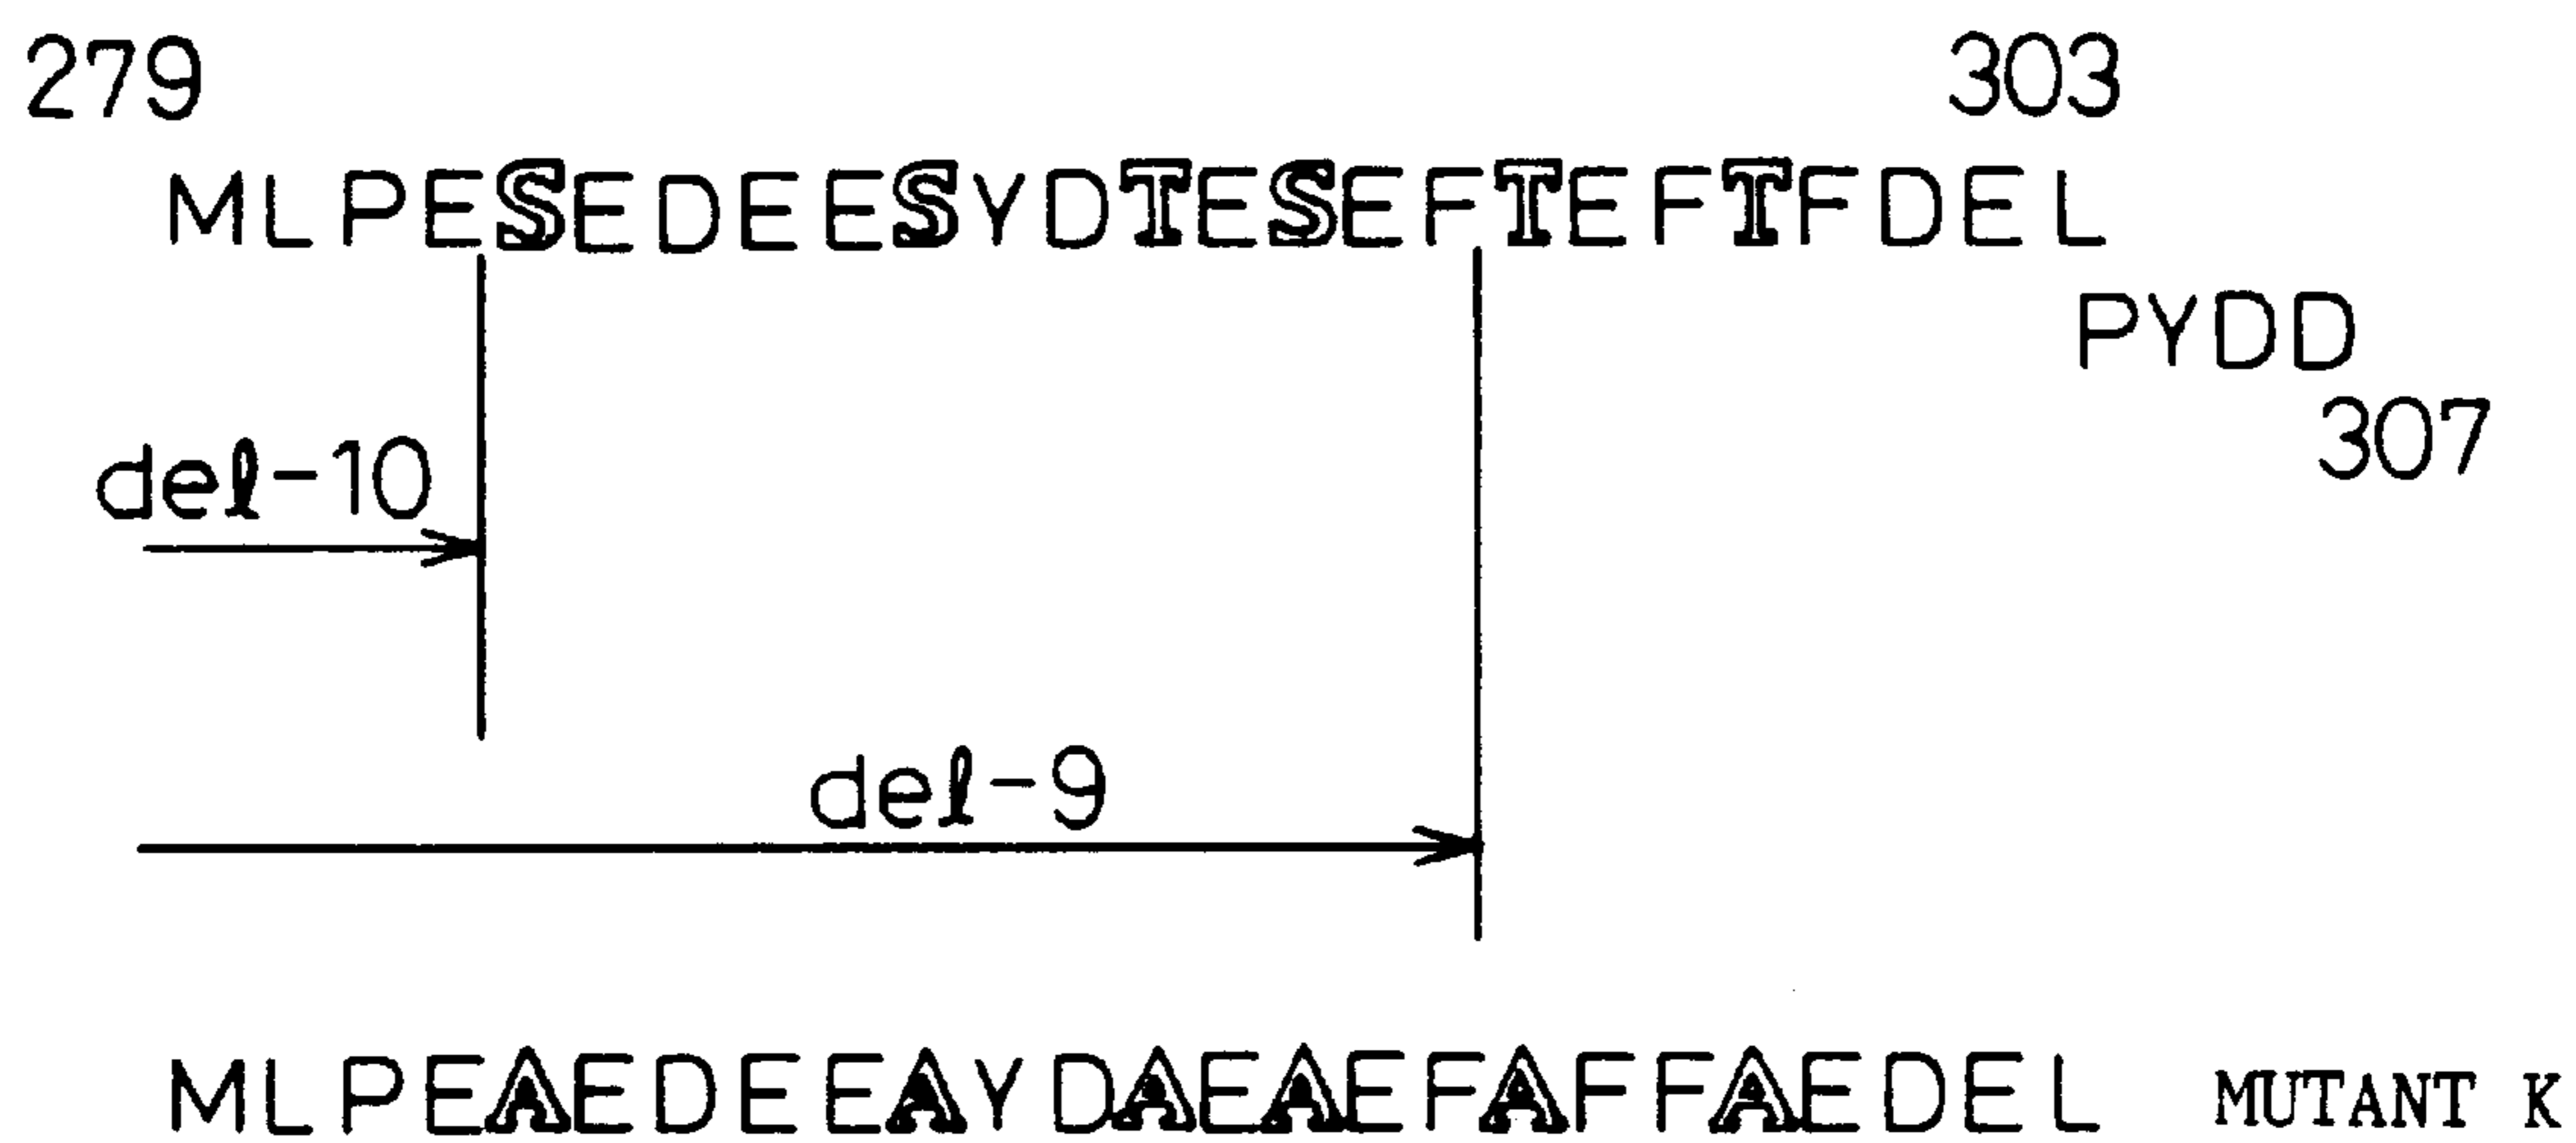 279 303
MLPESEDEESYDTESEFTEFTFDEL
PYDD
307
del-10
del-9
MLPEAEDEEAYDAEAEFAFFAEDEL MUTANT K